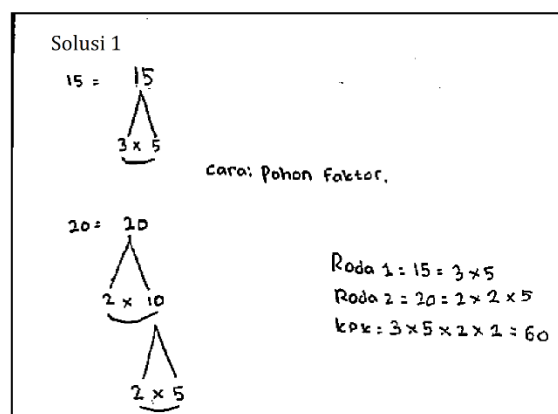 Solusi 1
15 = 15
3 × 5
Cara: Pohon Faktor.
20 = 20
2 × 10
2 × 5
Roda 1 = 15 = 3 × 5
Roda 2 = 20 = 2 × 2 × 5
KPK = 3 × 5 × 2 × 2 = 60